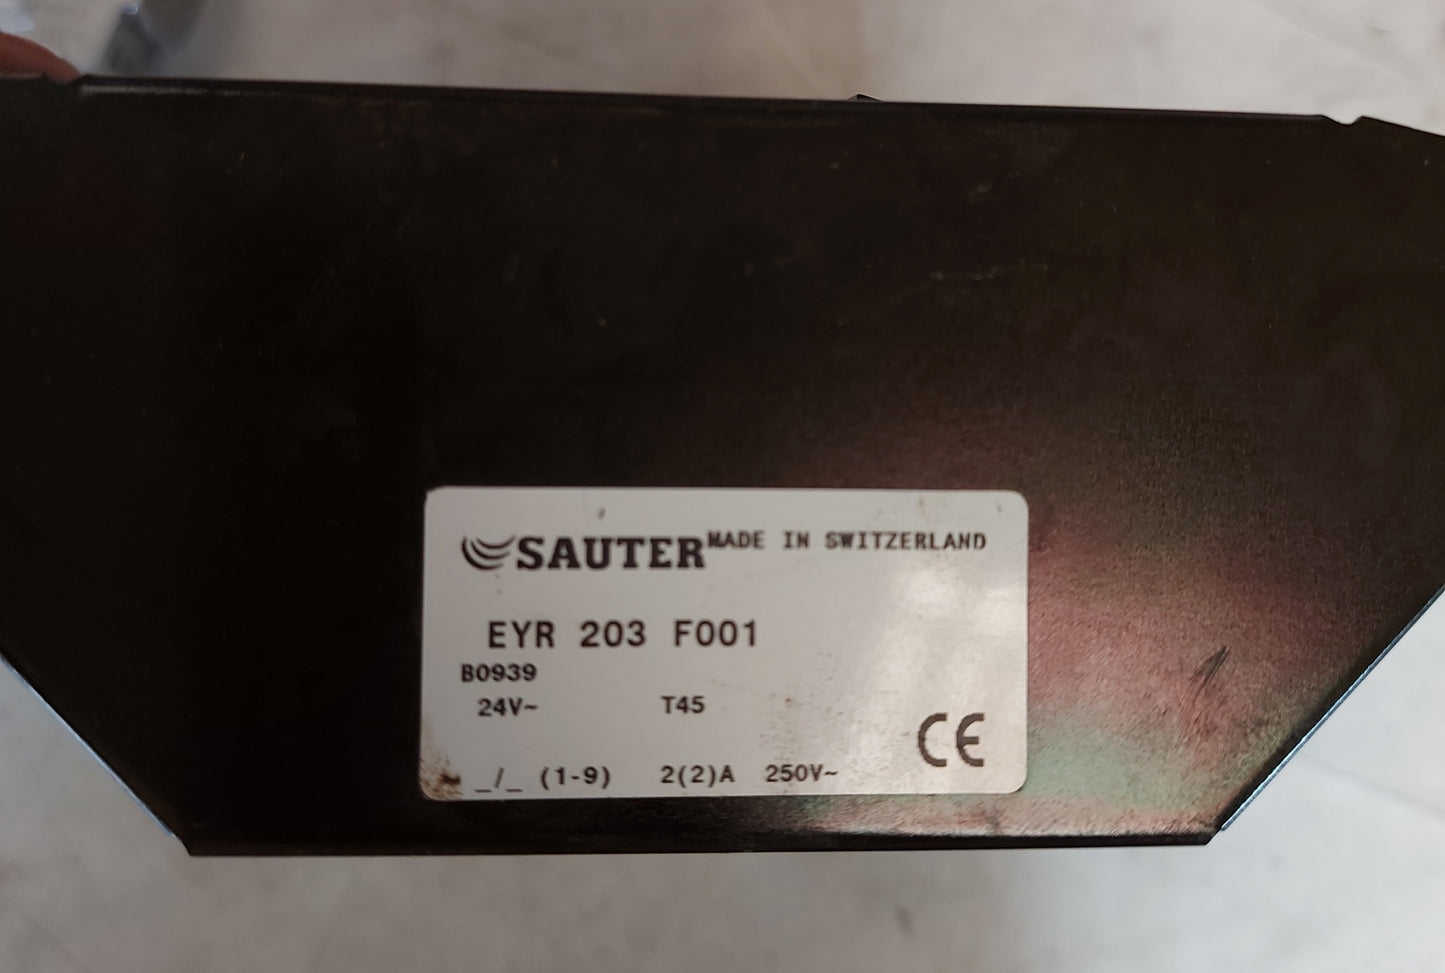 SAUTER MADE IN SWITZERLAND
EYR 203 F001
B0939
24V~ T45
CE
_/_ (1-9) 2(2)A 250V~